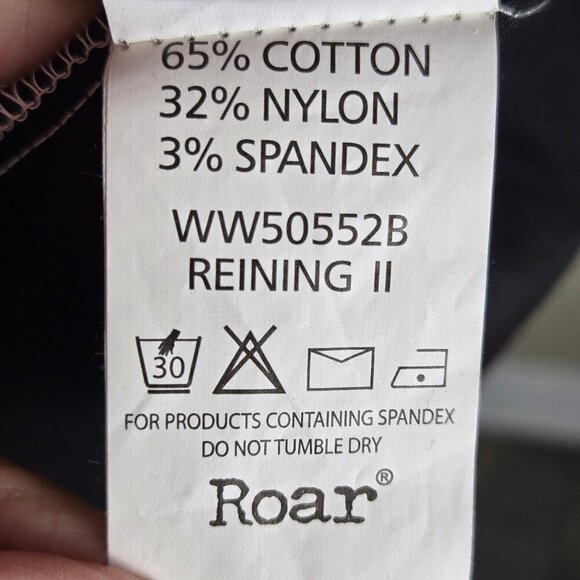 65% COTTON
32% NYLON
3% SPANDEX
WW50552B
REINING II
30
FOR PRODUCTS CONTAINING SPANDEX
DO NOT TUMBLE DRY
Roar®